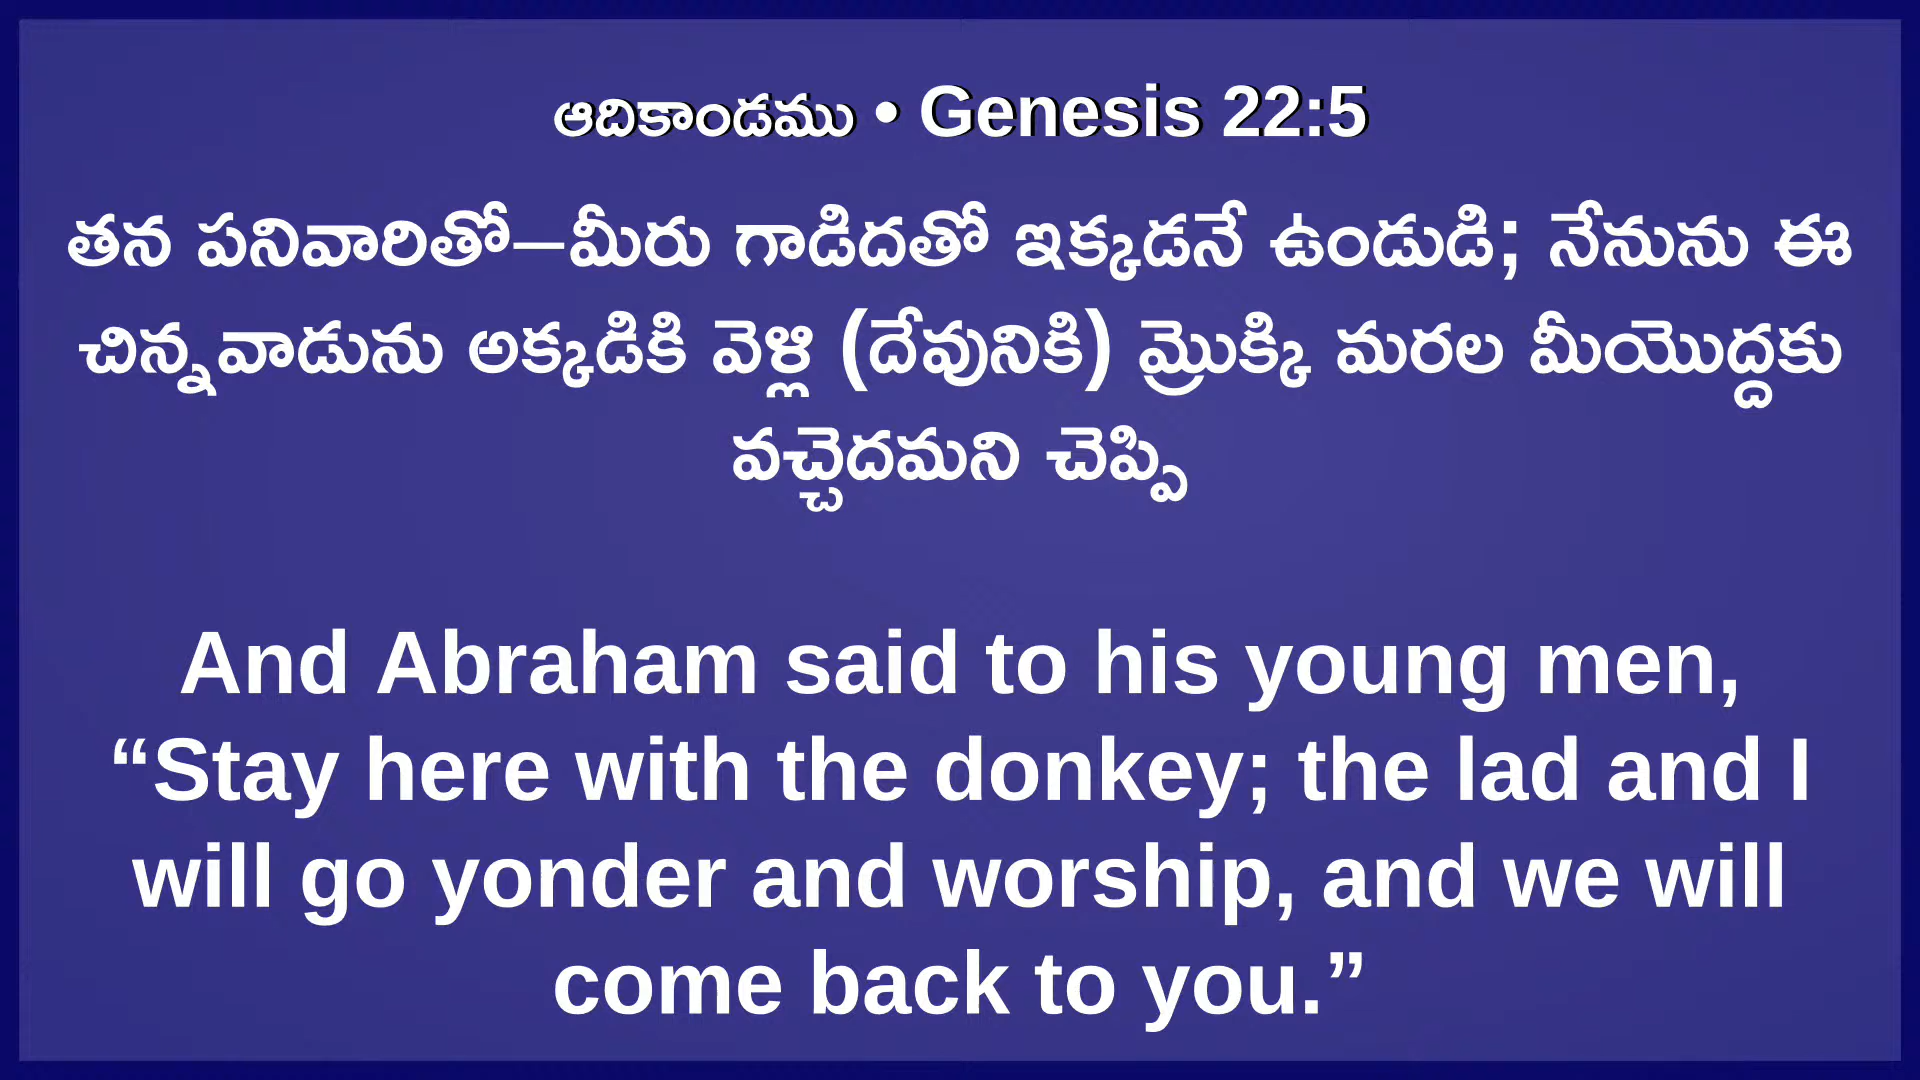 ఆదికాండము • Genesis 22:5
తన పనివారితో–మీరు గాడిదతో ఇక్కడనే ఉండుడి; నేనును ఈ
చిన్నవాడును అక్కడికి వెళ్లి (దేవునికి) మ్రొక్కి మరల మీయొద్దకు
వచ్చెదమని చెప్పి
And Abraham said to his young men,
“Stay here with the donkey; the lad and I
will go yonder and worship, and we will
come back to you.”